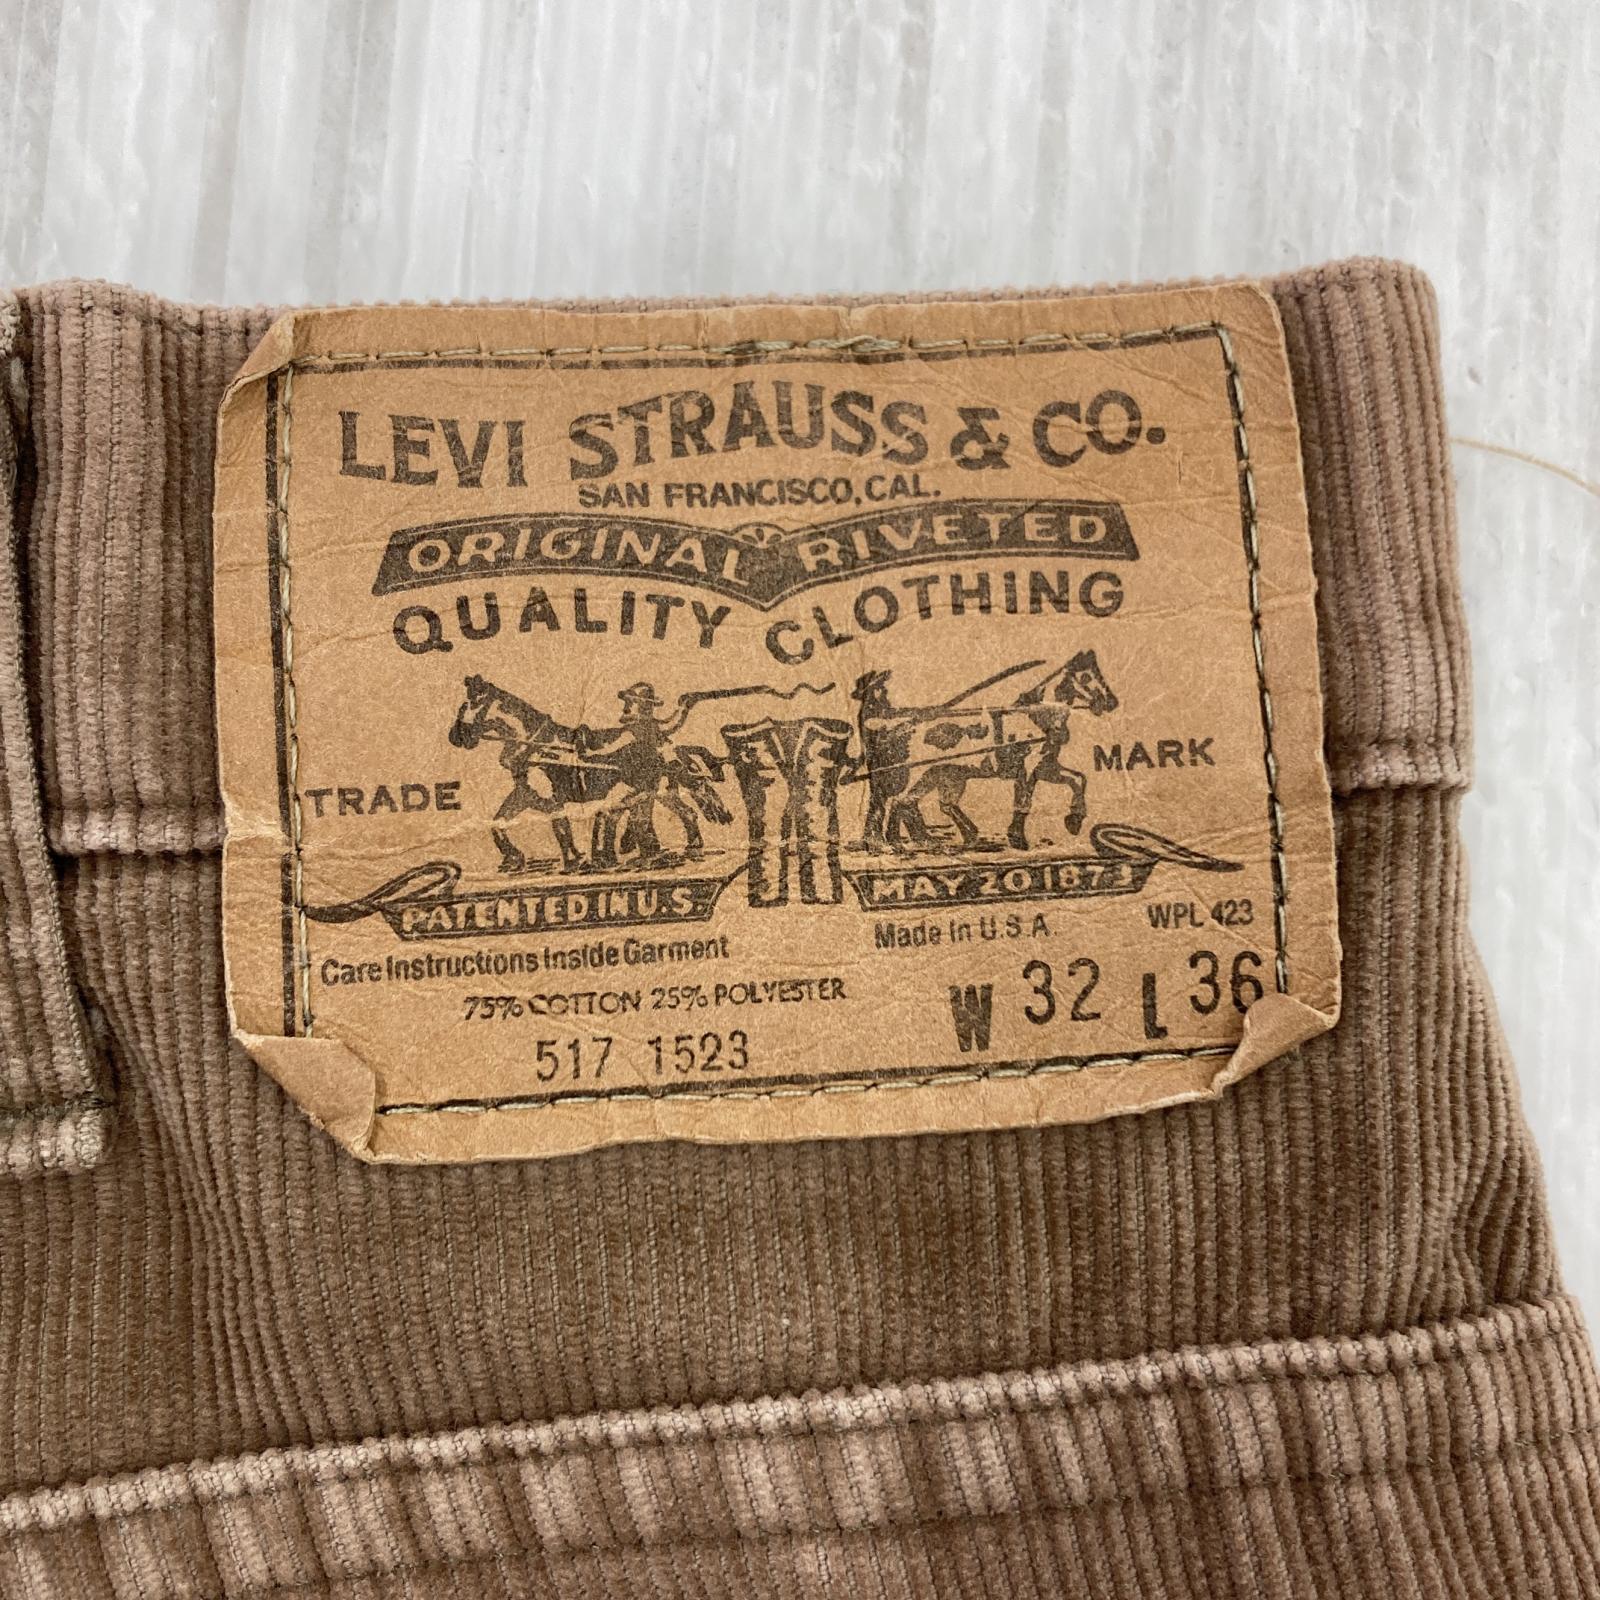 LEVI STRAUSS & CO.
SAN FRANCISCO, CAL.
ORIGINAL RIVETED
QUALITY CLOTHING
TRADE MARK
PATENTED IN U.S. MAY 20 1873
Care Instructions Inside Garment Made in U.S.A. WPL 423
75% COTTON 25% POLYESTER W 32 L 36
517 1523